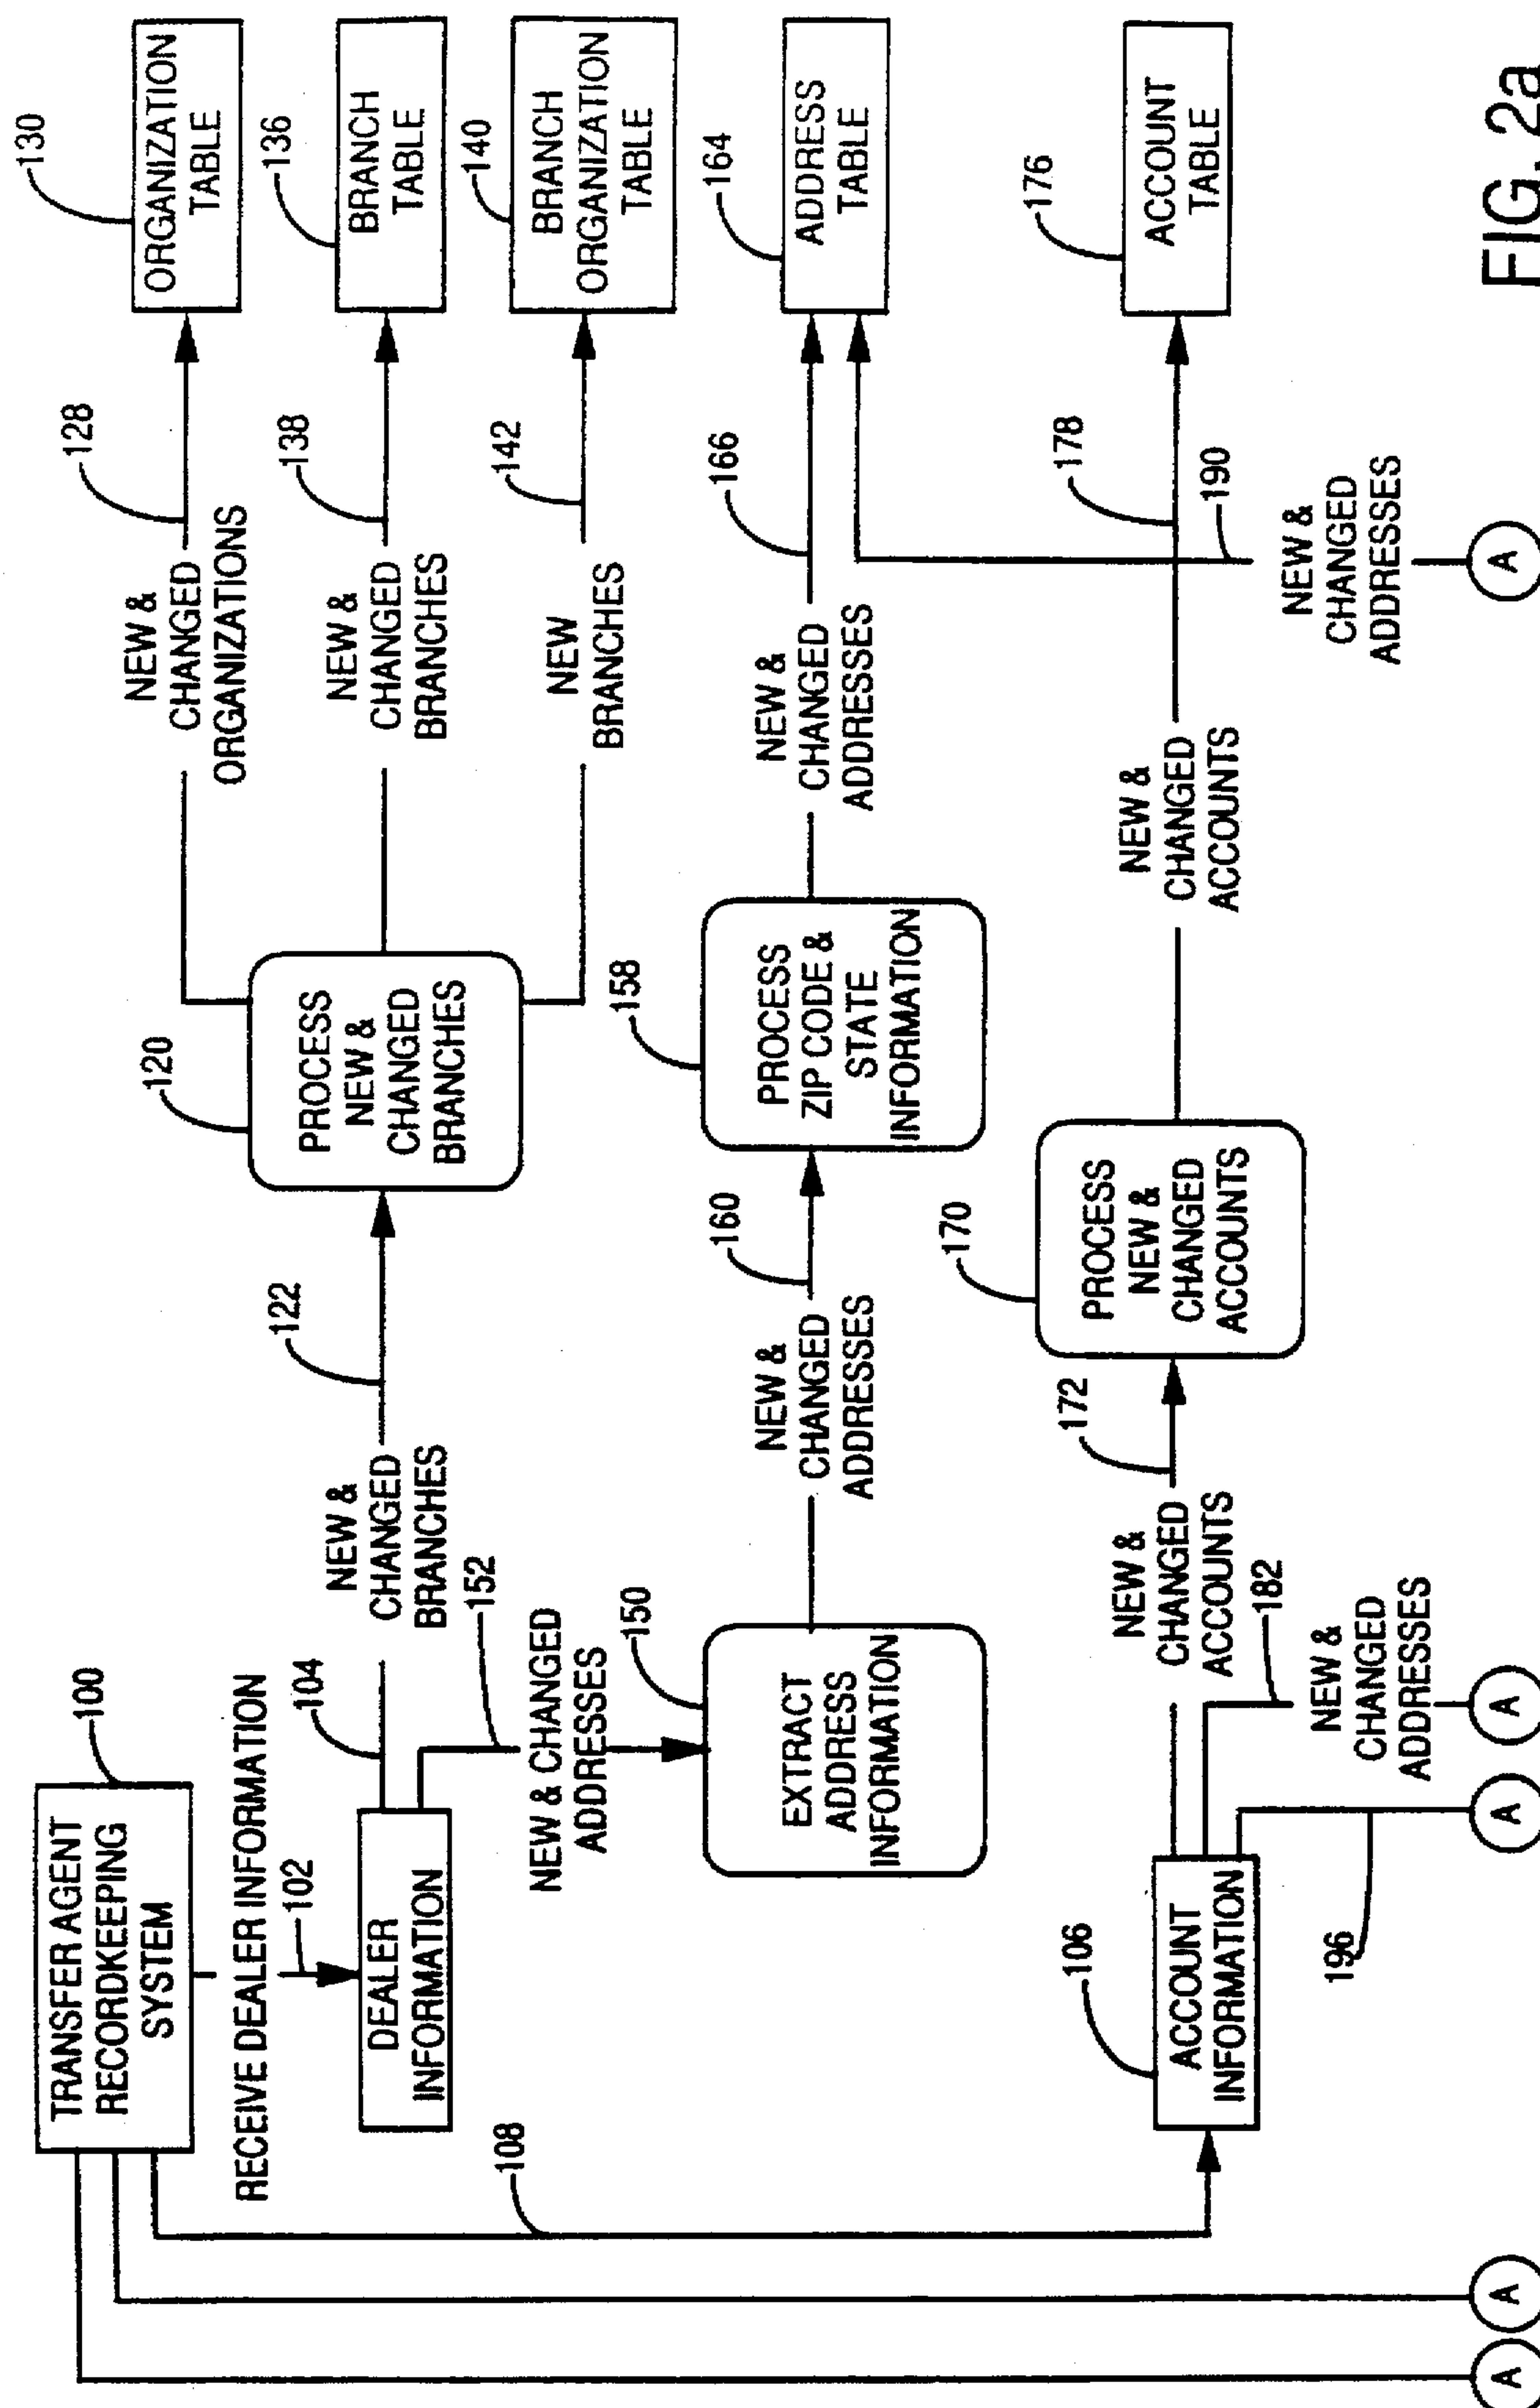 TRANSFER AGENT
RECORDKEEPING
SYSTEM
100
RECEIVE DEALER INFORMATION
102
DEALER
INFORMATION
104
NEW &
CHANGED
BRANCHES
122
PROCESS
NEW &
CHANGED
BRANCHES
120
NEW &
CHANGED
ORGANIZATIONS
128
ORGANIZATION
TABLE
130
NEW &
CHANGED
BRANCHES
138
BRANCH
TABLE
136
NEW
BRANCHES
142
BRANCH
ORGANIZATION
TABLE
140
152
NEW & CHANGED
ADDRESSES
150
EXTRACT
ADDRESS
INFORMATION
NEW &
CHANGED
ADDRESSES
160
PROCESS
ZIP CODE &
STATE
INFORMATION
158
NEW &
CHANGED
ADDRESSES
166
ADDRESS
TABLE
164
108
106
ACCOUNT
INFORMATION
NEW &
CHANGED
ACCOUNTS
172
170
PROCESS
NEW &
CHANGED
ACCOUNTS
NEW &
CHANGED
ACCOUNTS
178
ACCOUNT
TABLE
176
182
NEW &
CHANGED
ADDRESSES
196
190
NEW &
CHANGED
ADDRESSES
A
A
A
A
A
FIG. 2a